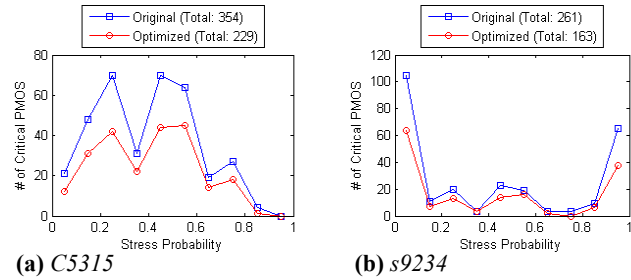 Original (Total: 354)
Optimized (Total: 229)
80
60
40
20
0
# of Critical PMOS
0 0.2 0.4 0.6 0.8 1
Stress Probability
(a) C5315
Original (Total: 261)
Optimized (Total: 163)
120
100
80
60
40
20
0
# of Critical PMOS
0 0.2 0.4 0.6 0.8 1
Stress Probability
(b) s9234